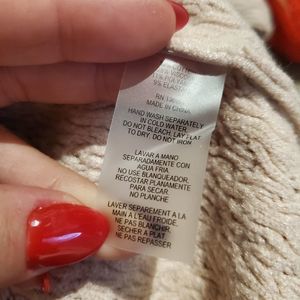 MADE IN CHINA
HAND WASH SEPARATELY
IN COLD WATER.
DO NOT BLEACH, LAY FLAT
TO DRY. DO NOT IRON
LAVAR A MANO
SEPARADAMENTE CON
AGUA FRIA
NO USE BLANQUEADOR.
RECOSTAR PLANAMENTE
PARA SECAR
NO PLANCHE
LAVER SEPAREMENT A LA
MAIN A L'EAU FROIDE.
NE PAS BLANCHIR.
SECHER A PLAT.
NE PAS REPASSER